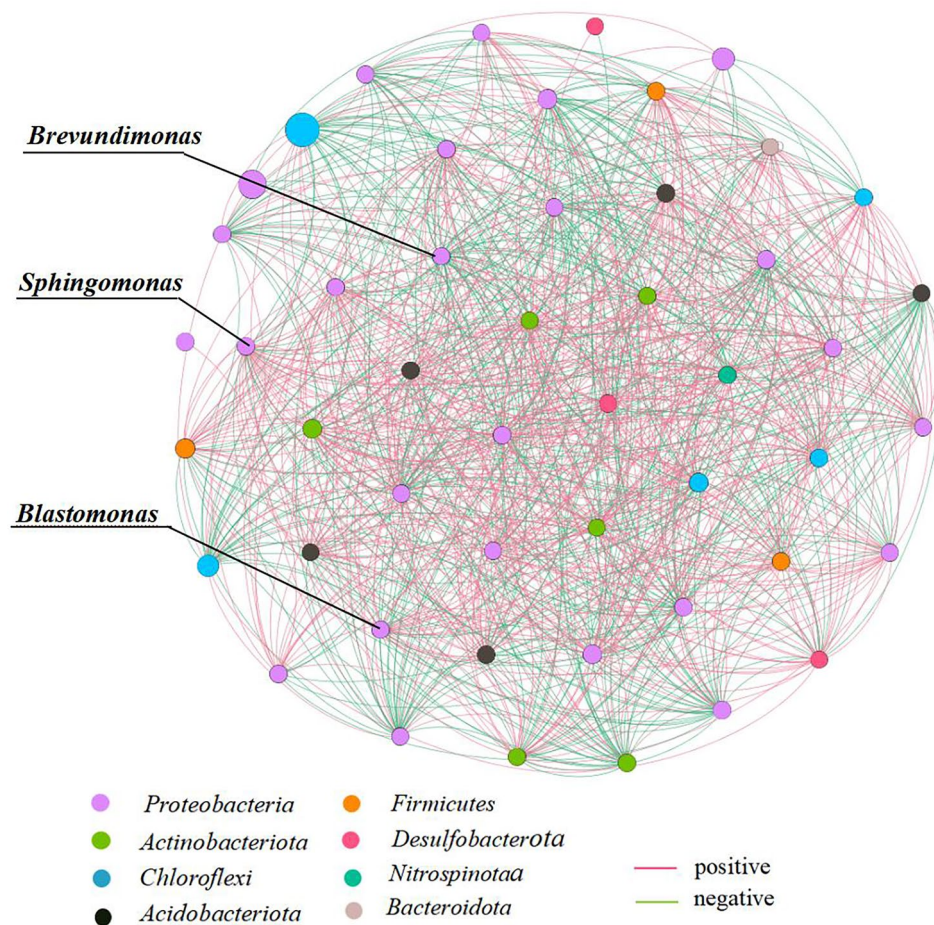 Brevundimonas
Sphingomonas
Blastomonas
Proteobacteria
Actinobacteriota
Chloroflexi
Acidobacteriota
Firmicutes
Desulfobacterota
Nitrospinotaa
Bacteroidota
positive
negative